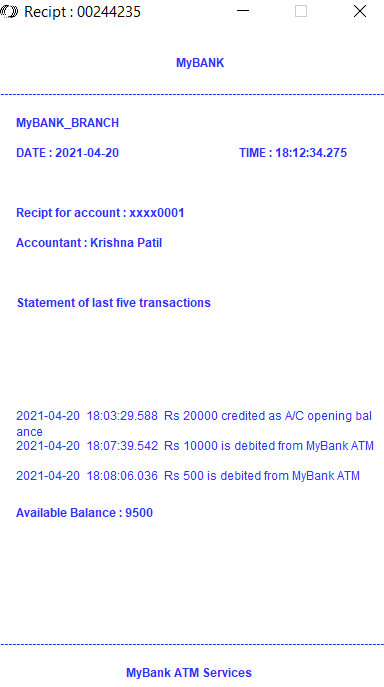 Recipt : 00244235
MyBANK
MyBANK_BRANCH
DATE : 2021-04-20 TIME : 18:12:34.275
Recipt for account : xxxx0001
Accountant : Krishna Patil
Statement of last five transactions
2021-04-20 18:03:29.588 Rs 20000 credited as A/C opening bal
ance
2021-04-20 18:07:39.542 Rs 10000 is debited from MyBank ATM
2021-04-20 18:08:06.036 Rs 500 is debited from MyBank ATM
Available Balance : 9500
MyBank ATM Services